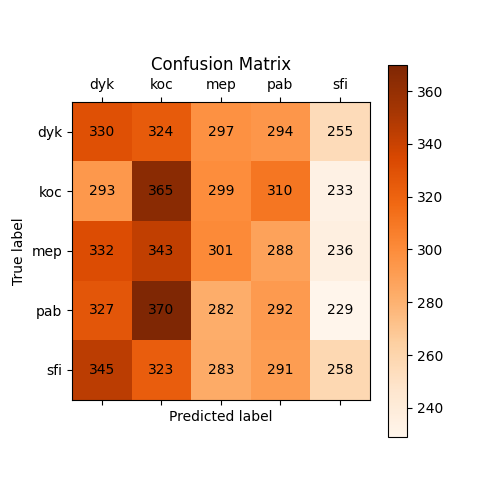 Confusion Matrix
dyk koc mep pab sfi
dyk 330 324 297 294 255
koc 293 365 299 310 233
mep 332 343 301 288 236
pab 327 370 282 292 229
sfi 345 323 283 291 258
True label
Predicted label
360
340
320
300
280
260
240